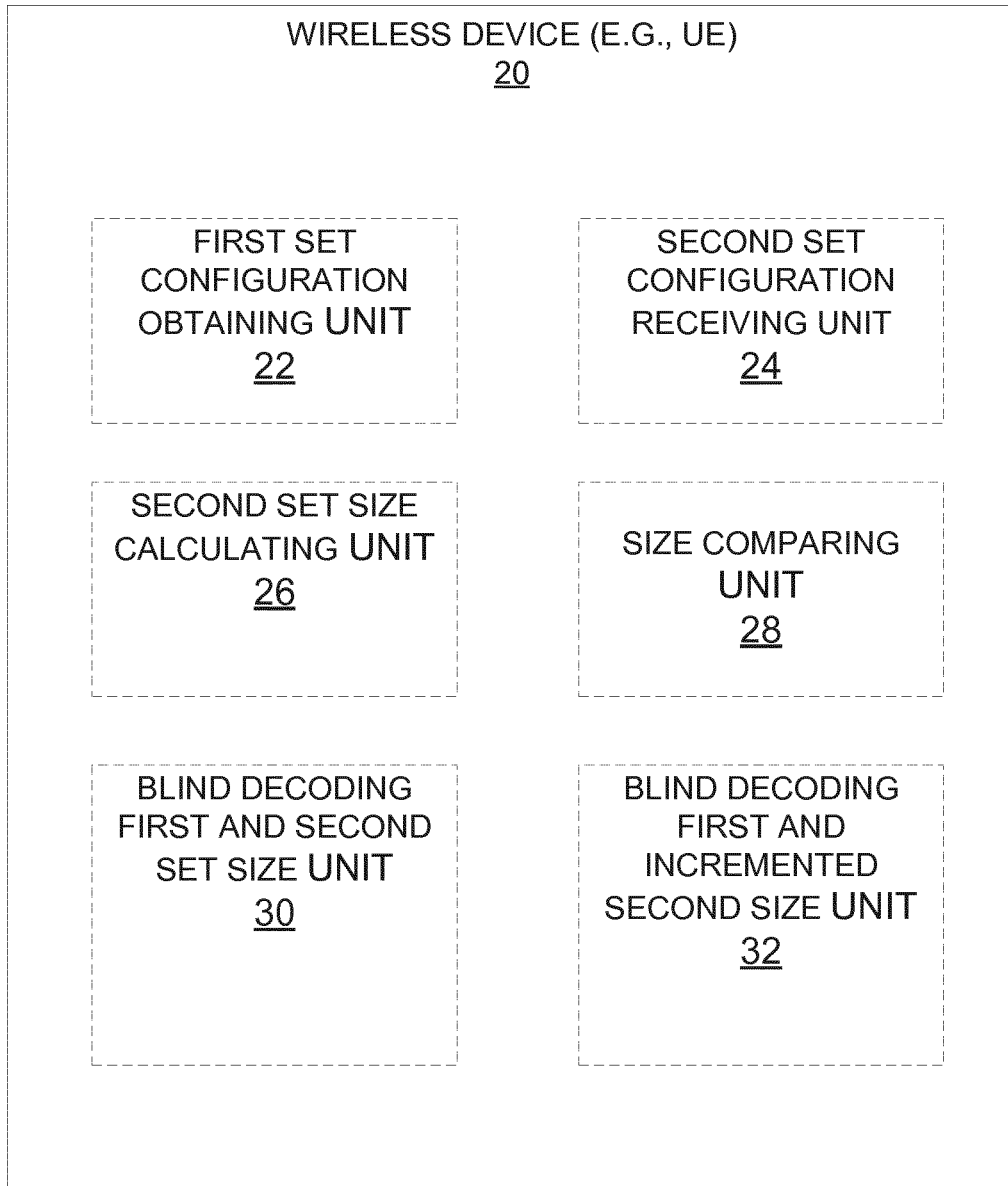 WIRELESS DEVICE (E.G., UE)
20
FIRST SET
CONFIGURATION
OBTAINING UNIT
22
SECOND SET
CONFIGURATION
RECEIVING UNIT
24
SECOND SET SIZE
CALCULATING UNIT
26
SIZE COMPARING
UNIT
28
BLIND DECODING
FIRST AND SECOND
SET SIZE UNIT
30
BLIND DECODING
FIRST AND
INCREMENTED
SECOND SIZE UNIT
32